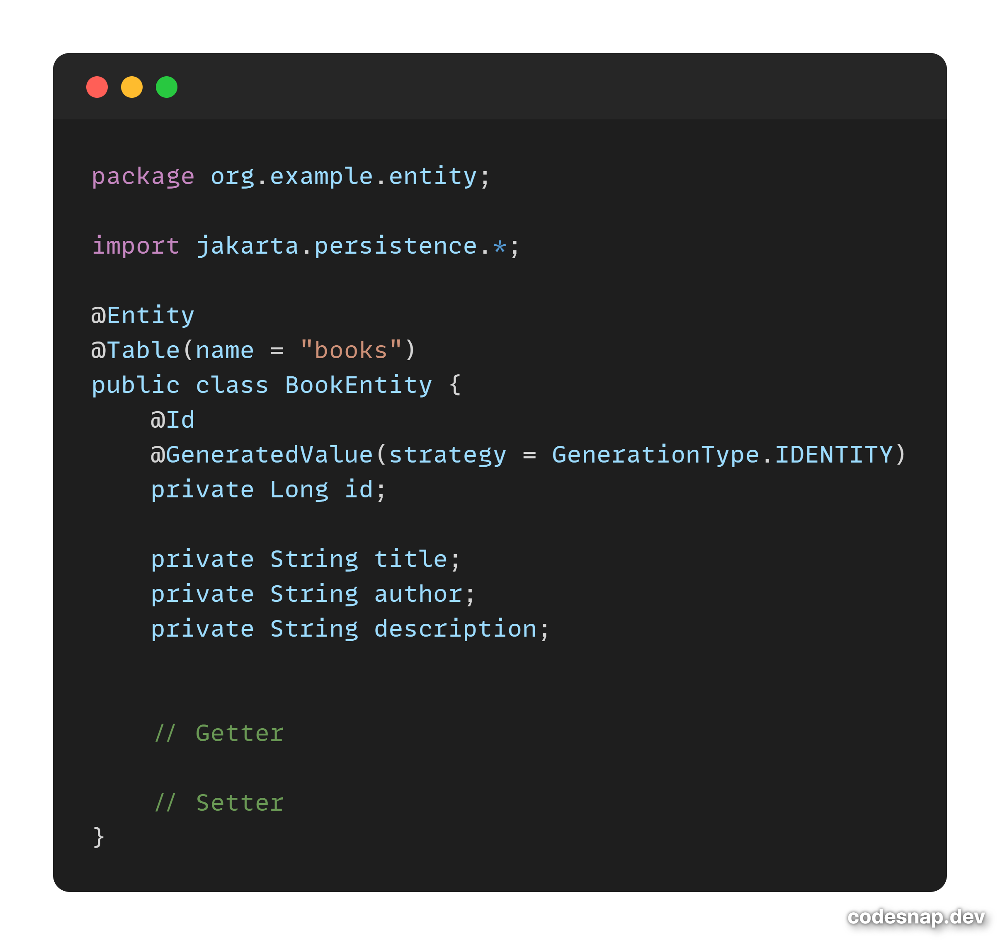 package org.example.entity;
import jakarta.persistence.*;
@Entity
@Table(name = "books")
public class BookEntity {
    @Id
    @GeneratedValue(strategy = GenerationType.IDENTITY)
    private Long id;
    private String title;
    private String author;
    private String description;
    // Getter
    // Setter
}
codesnap.dev